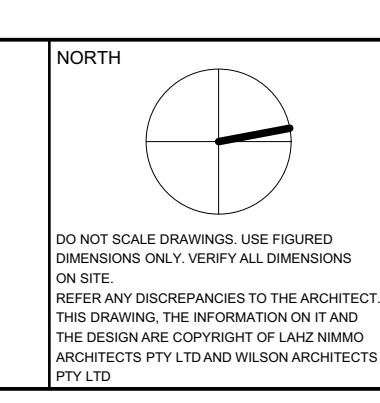 NORTH
DO NOT SCALE DRAWINGS. USE FIGURED
DIMENSIONS ONLY. VERIFY ALL DIMENSIONS
ON SITE.
REFER ANY DISCREPANCIES TO THE ARCHITECT.
THIS DRAWING, THE INFORMATION ON IT AND
THE DESIGN ARE COPYRIGHT OF LAHZ NIMMO
ARCHITECTS PTY LTD AND WILSON ARCHITECTS
PTY LTD